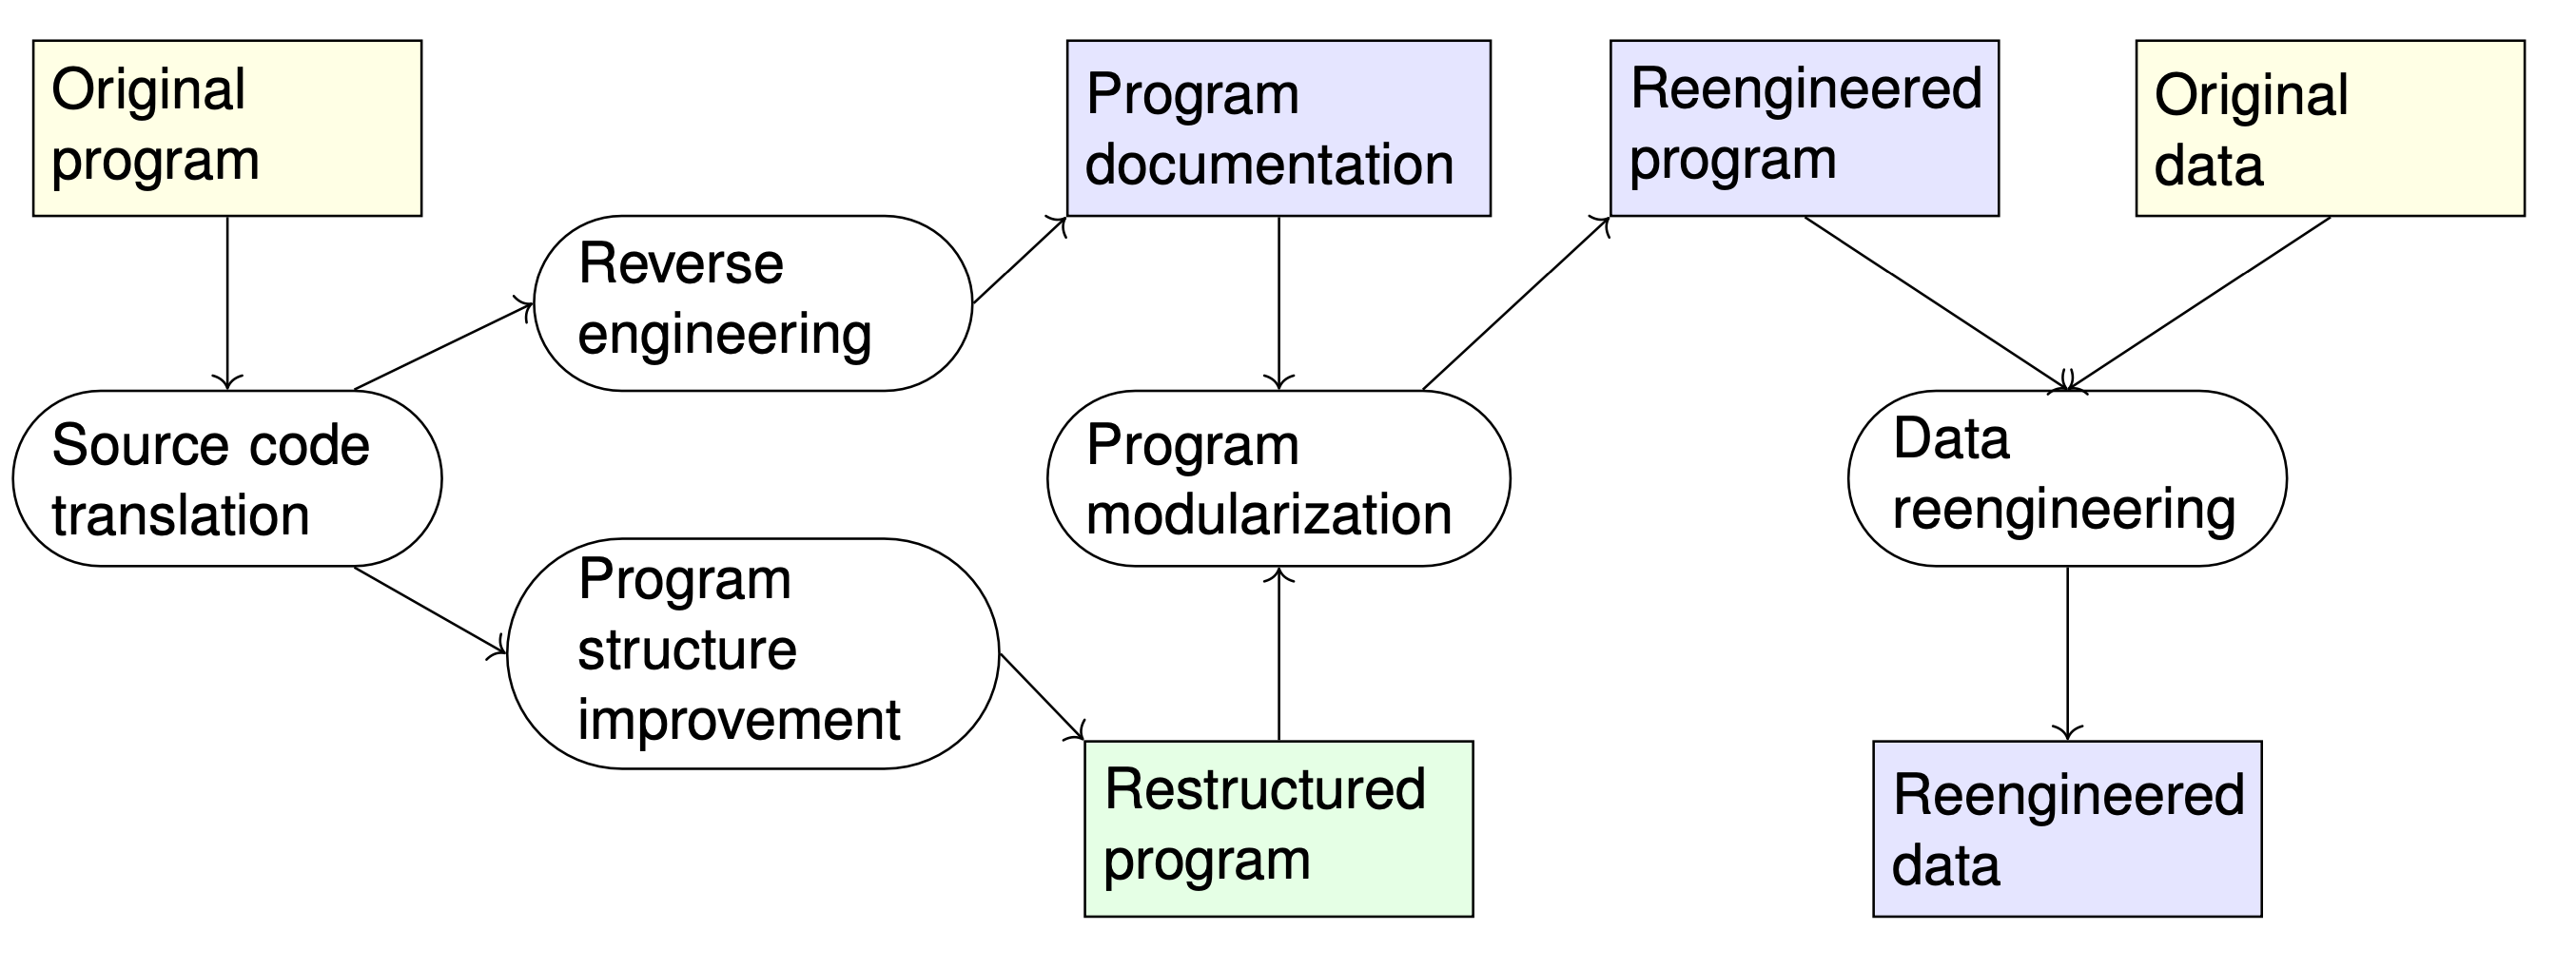 Original
program
Program
documentation
Reengineered
program
Original
data
Reverse
engineering
Source code
translation
Program
modularization
Data
reengineering
Program
structure
improvement
Restructured
program
Reengineered
data